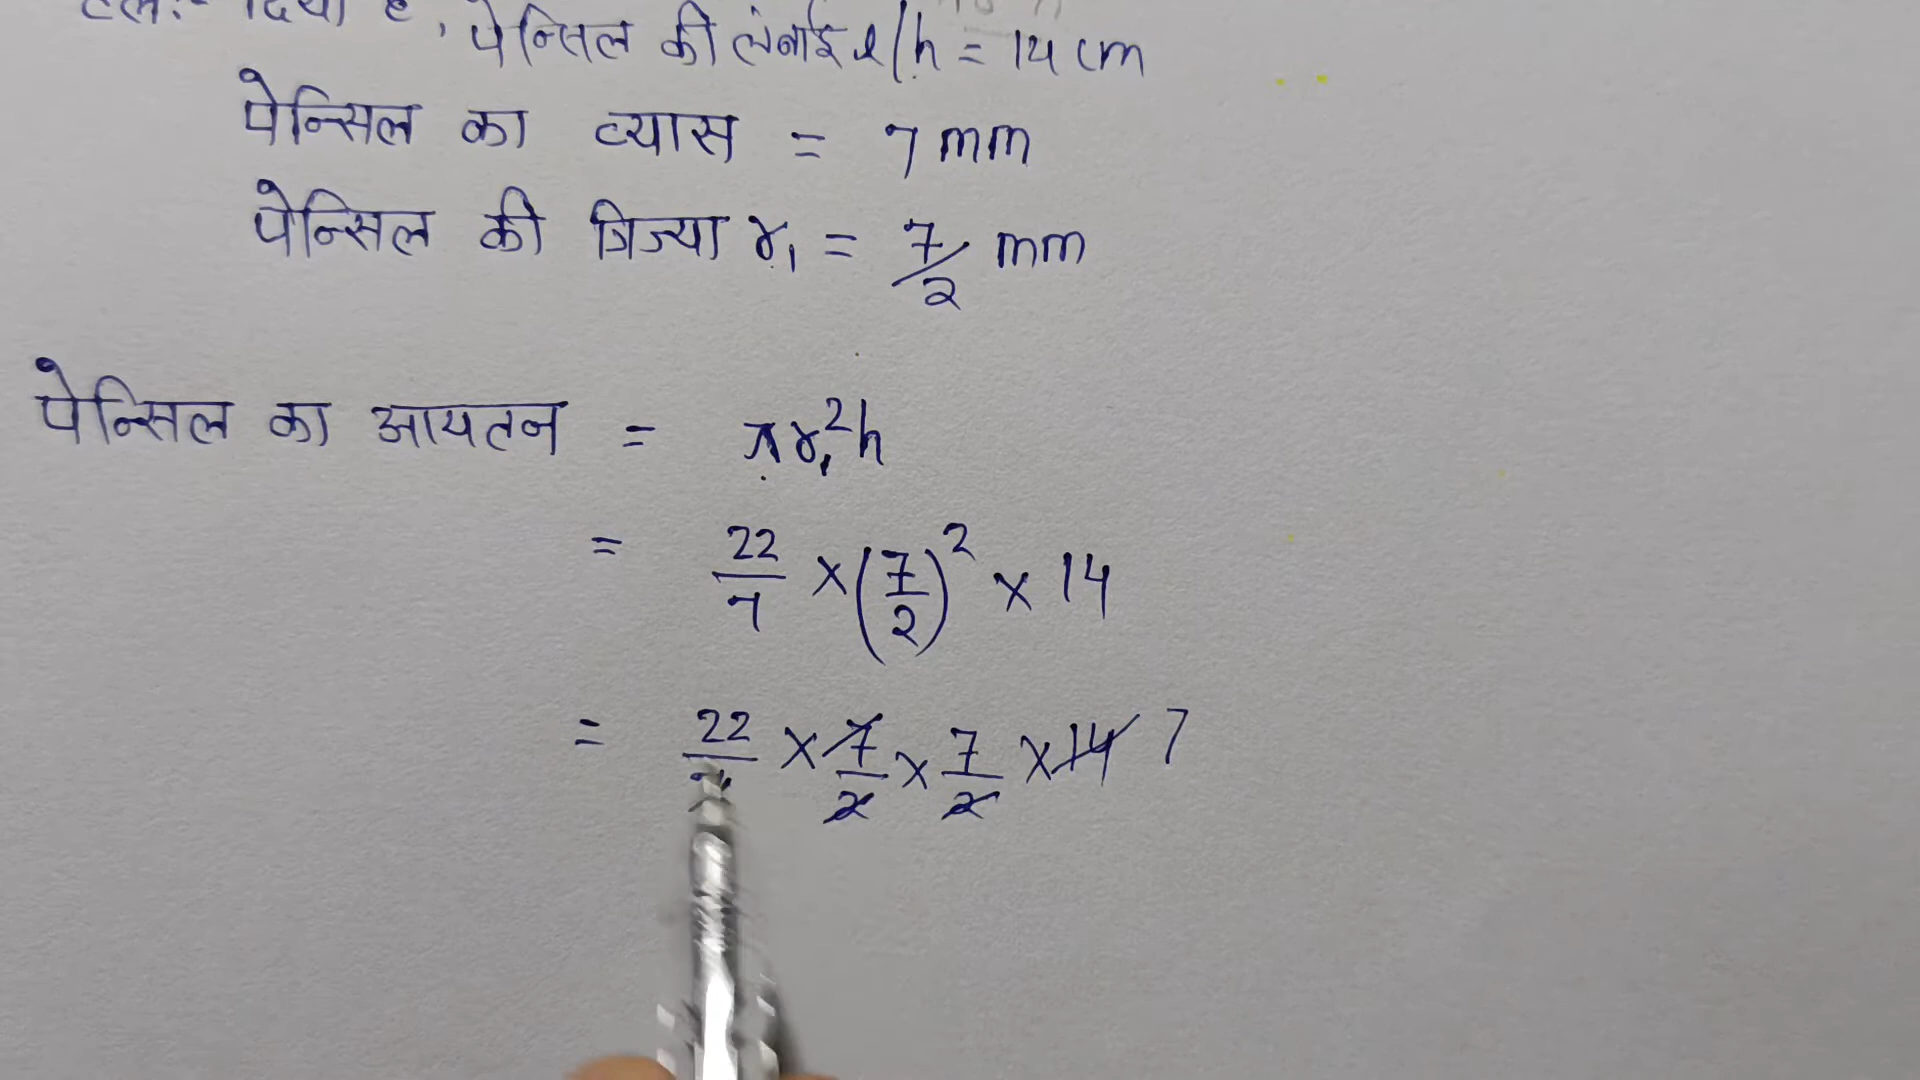 हल:- दिया है, पेन्सिल की लंबाई l/h = 14 cm
पेन्सिल का व्यास = 7 mm
पेन्सिल की त्रिज्या r₁ = 7/2 mm
पेन्सिल का आयतन = πr₁²h
= 22/7 × (7/2)² × 14
= 22/7 × 7/2 × 7/2 × 14 7